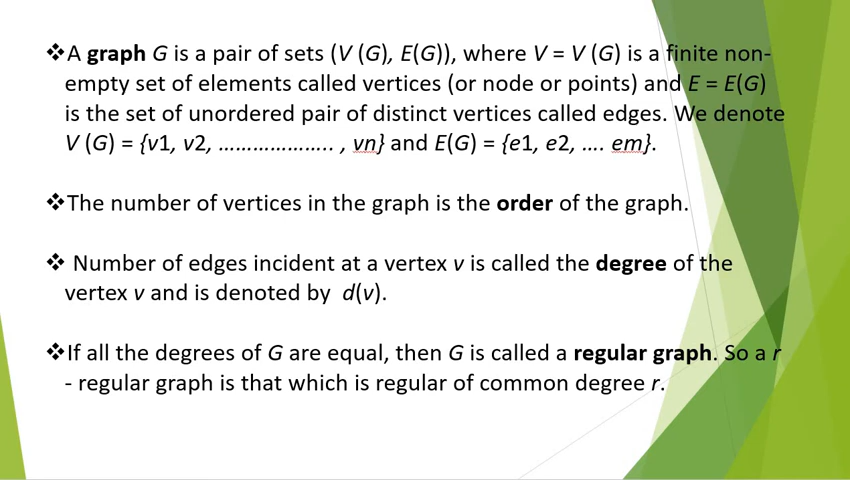 ❖A graph G is a pair of sets (V (G), E(G)), where V = V (G) is a finite non-
empty set of elements called vertices (or node or points) and E = E(G)
is the set of unordered pair of distinct vertices called edges. We denote
V (G) = {v1, v2, ……………….. , vn} and E(G) = {e1, e2, …. em}.
❖The number of vertices in the graph is the order of the graph.
❖ Number of edges incident at a vertex v is called the degree of the
vertex v and is denoted by d(v).
❖If all the degrees of G are equal, then G is called a regular graph. So a r
- regular graph is that which is regular of common degree r.